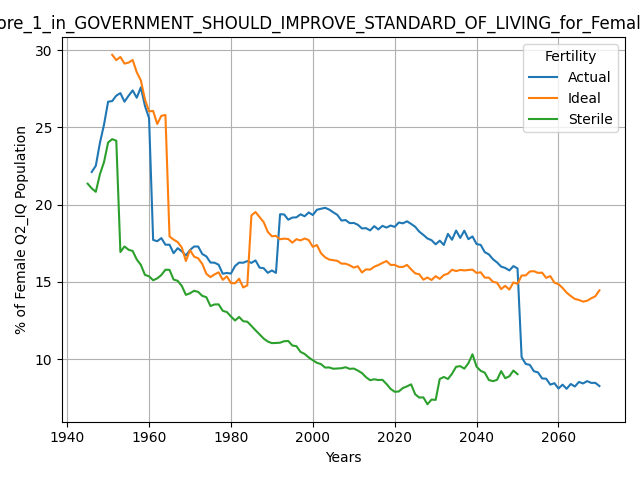 ore_1_in_GOVERNMENT_SHOULD_IMPROVE_STANDARD_OF_LIVING_for_Femal
30
25
20
15
10
% of Female Q2_IQ Population
Fertility
Actual
Ideal
Sterile
1940
1960
1980
2000
2020
2040
2060
Years